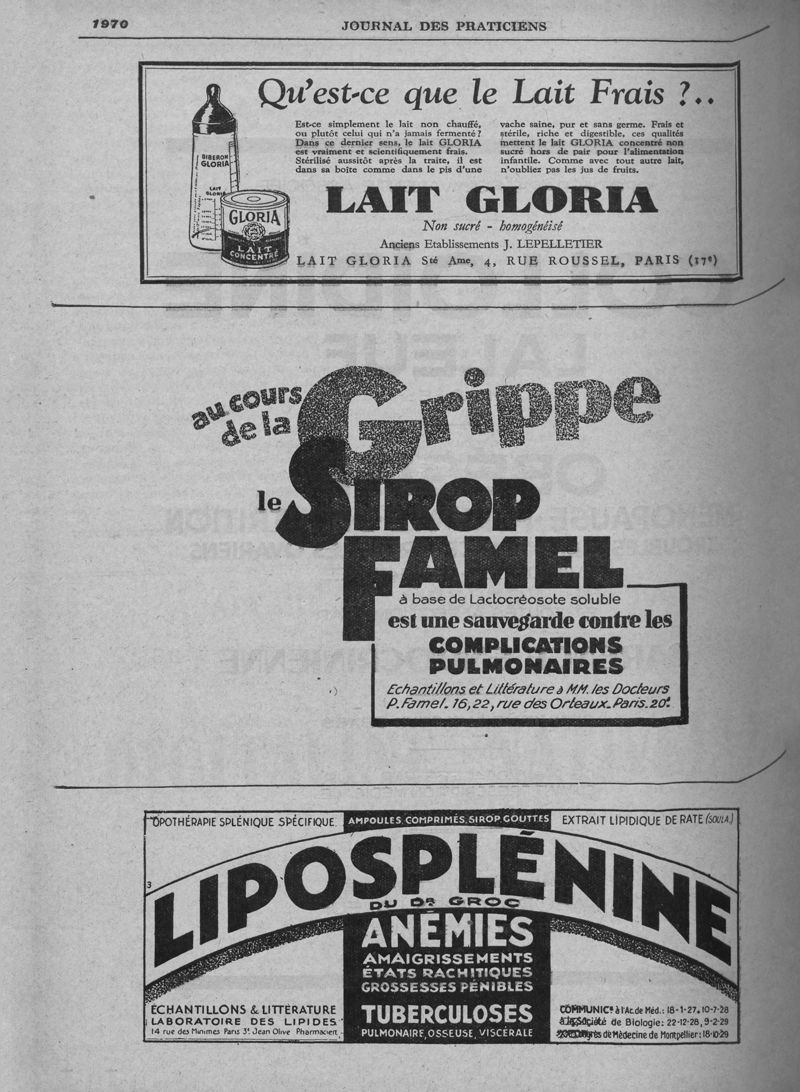 1970
JOURNAL DES PRATICIENS
Qu'est-ce que le Lait Frais ?..
Est-ce simplement le lait non chauffé,
ou plutôt celui qui n'a jamais fermenté ?
Dans ce dernier sens, le lait GLORIA
est vraiment et scientifiquement frais.
Stérilisé aussitôt après la traite, il est
dans sa boîte comme dans le pis d'une
vache saine, pur et sans germe. Frais et
stérile, riche et digestible, ces qualités
mettent le lait GLORIA concentré non
sucré hors de pair pour l'alimentation
infantile. Comme avec tout autre lait,
n'oubliez pas les jus de fruits.
BIBERON
GLORIA
LAIT
GLORIA
GLORIA
LAIT
CONCENTRÉ
LAIT GLORIA
Non sucré - homogénéisé
Anciens Etablissements J. LEPELLETIER
LAIT GLORIA Sté Ame, 4, RUE ROUSSEL, PARIS (17e)
au cours
de la
Grippe
le SIROP
FAMEL
à base de Lactocréosote soluble
est une sauvegarde contre les
COMPLICATIONS
PULMONAIRES
Echantillons et Littérature à MM. les Docteurs
P. Famel. 16, 22, rue des Orteaux. Paris. 20e.
OPOTHÉRAPIE SPLÉNIQUE SPÉCIFIQUE
AMPOULES, COMPRIMÉS, SIROP, GOUTTES
EXTRAIT LIPIDIQUE DE RATE (SOULA.)
3
LIPOSPLÉNINE
DU DR GROC
ANÉMIES
AMAIGRISSEMENTS
ÉTATS RACHITIQUES
GROSSESSES PÉNIBLES
TUBERCULOSES
PULMONAIRE, OSSEUSE, VISCÉRALE
ÉCHANTILLONS & LITTÉRATURE
LABORATOIRE DES LIPIDES
14 rue des Minimes Paris 3e. Jean Olive Pharmacien
COMMUNICs à l'Ac. de Méd.: 18-1-27, 10-7-28
à la Société de Biologie: 22-12-28, 9-2-29
de Médecine de Montpellier: 18-10-29